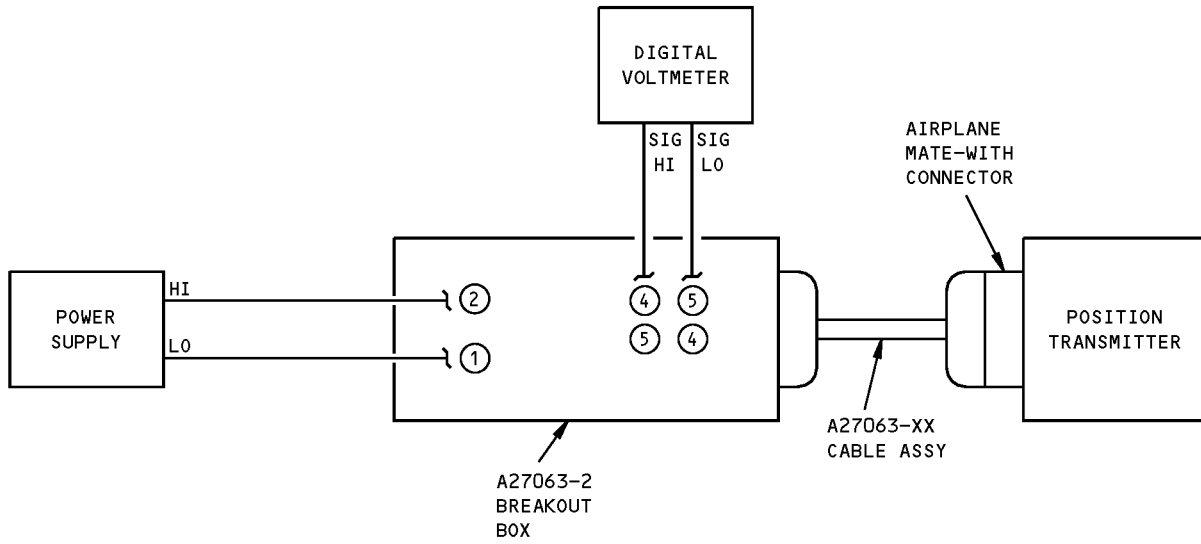 DIGITAL
VOLTMETER
SIG
HI
SIG
LO
AIRPLANE
MATE-WITH
CONNECTOR
POWER
SUPPLY
HI
LO
2
1
4
5
5
4
POSITION
TRANSMITTER
A27063-XX
CABLE ASSY
A27063-2
BREAKOUT
BOX